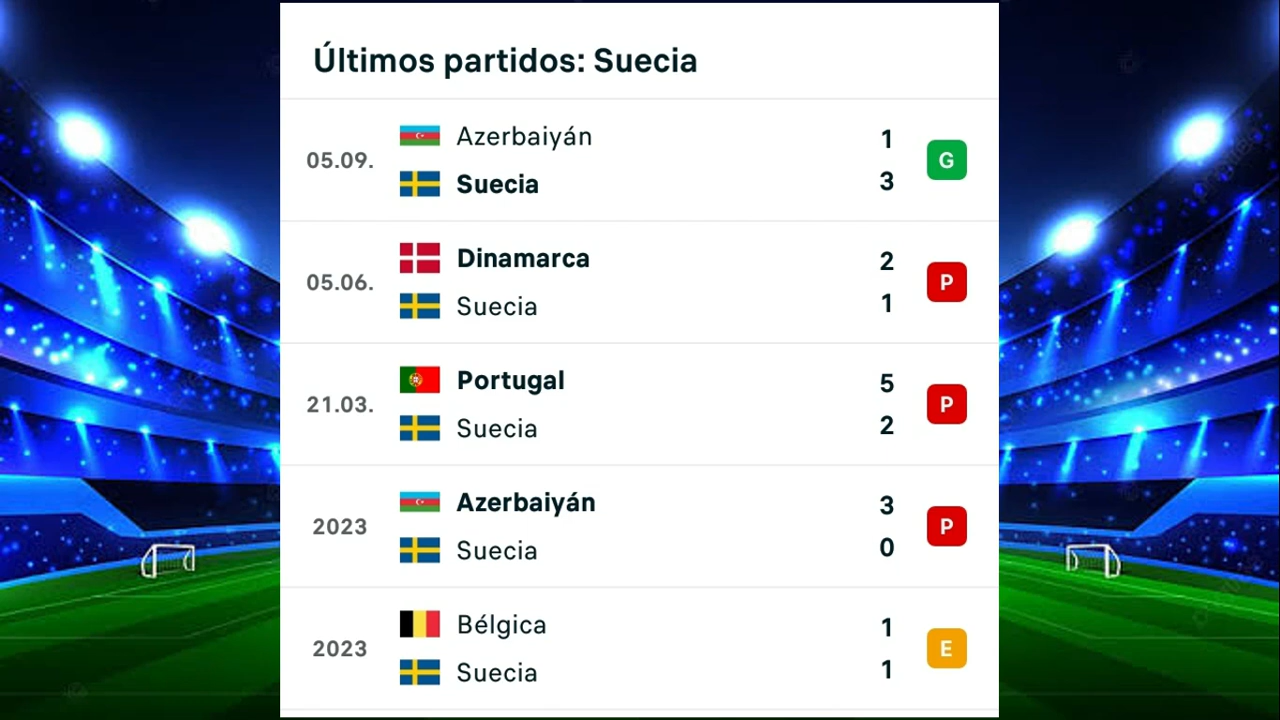 Últimos partidos: Suecia
05.09.
Azerbaiyán 1
Suecia 3
G
05.06.
Dinamarca 2
Suecia 1
P
21.03.
Portugal 5
Suecia 2
P
2023
Azerbaiyán 3
Suecia 0
P
2023
Bélgica 1
Suecia 1
E